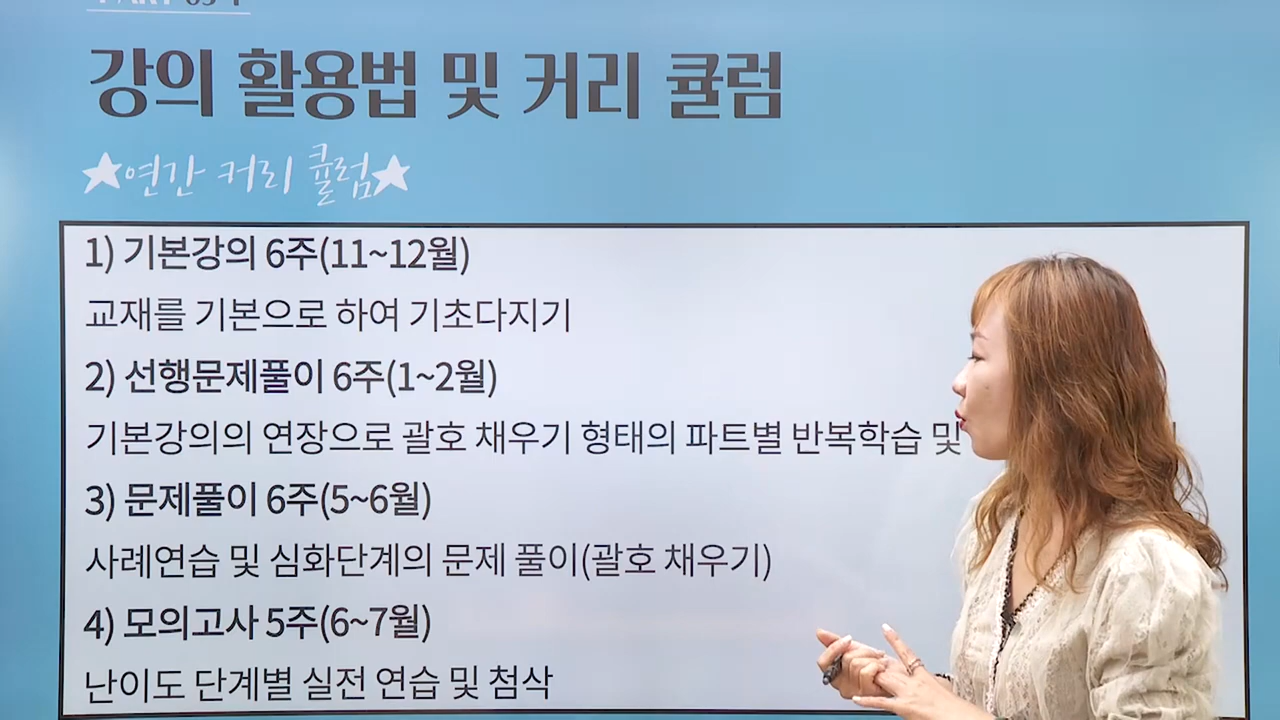 강의 활용법 및 커리 큘럼
★연간 커리 큘럼★
1) 기본강의 6주(11~12월)
교재를 기본으로 하여 기초다지기
2) 선행문제풀이 6주(1~2월)
기본강의의 연장으로 괄호 채우기 형태의 파트별 반복학습 및
3) 문제풀이 6주(5~6월)
사례연습 및 심화단계의 문제 풀이(괄호 채우기)
4) 모의고사 5주(6~7월)
난이도 단계별 실전 연습 및 첨삭